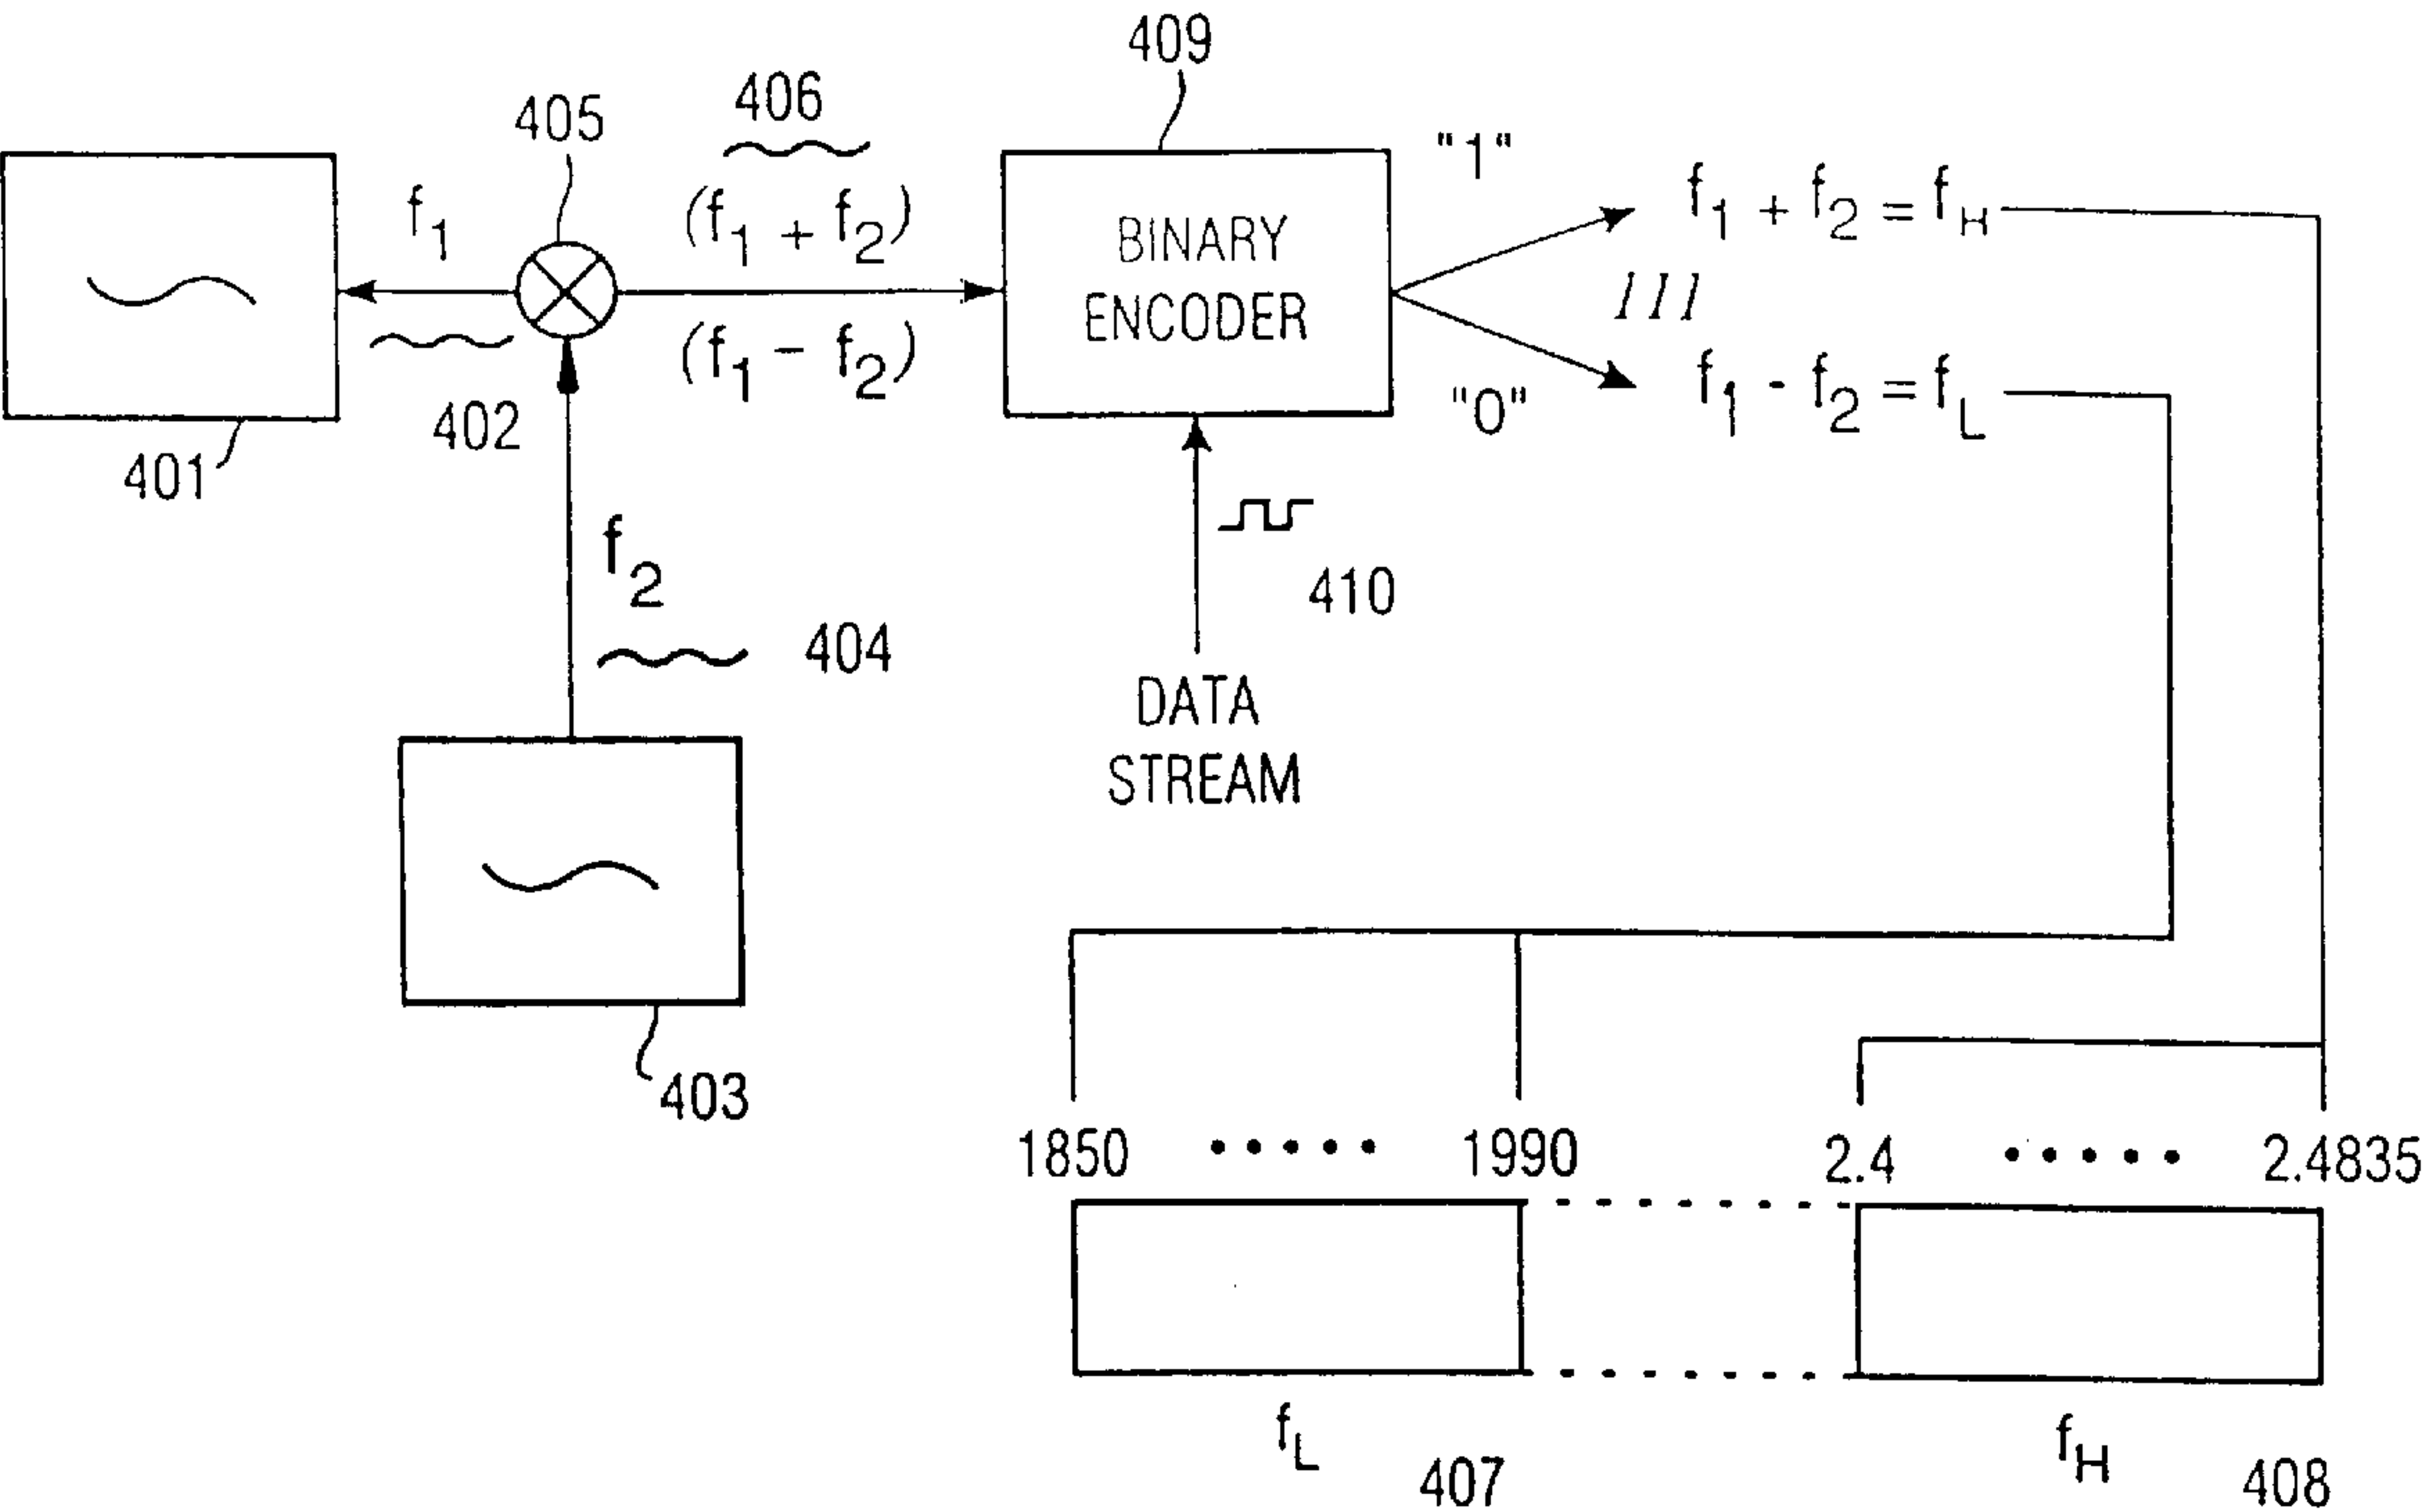 409
406
405
"1"
f1
(f1 + f2)
f1 + f2 = fH
BINARY
ENCODER
(f1 - f2)
f1 - f2 = fL
402
"0"
401
f2
410
404
DATA
STREAM
403
1850 ..... 1990
2.4 ..... 2.4835
fL
fH
407
408